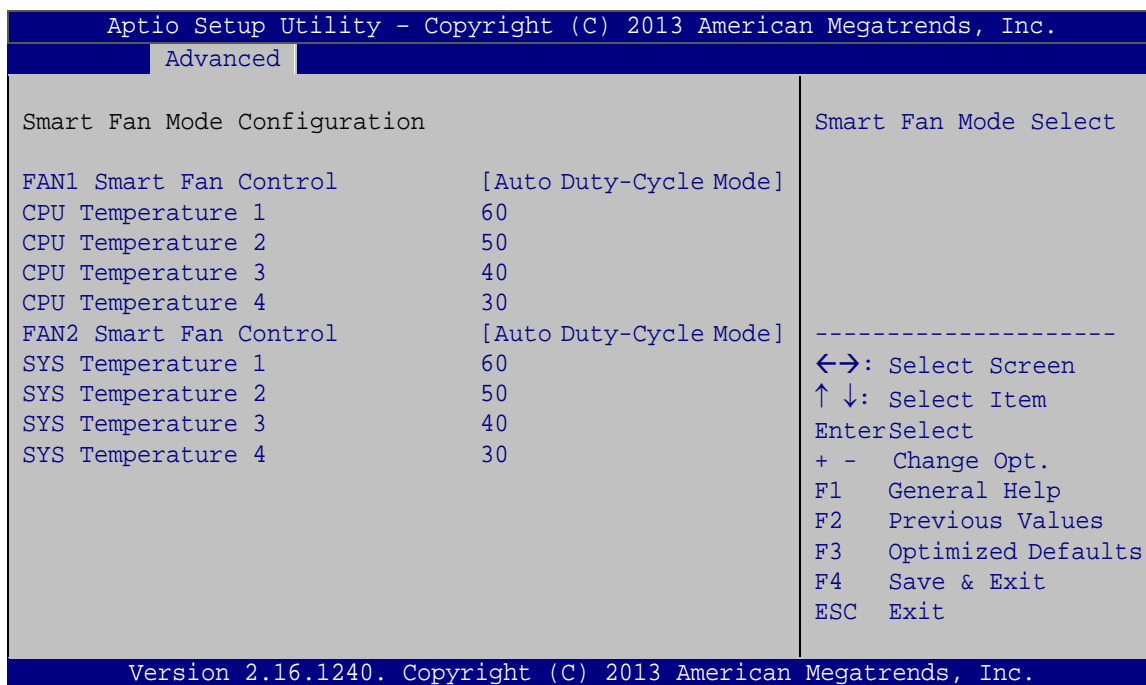 Aptio Setup Utility – Copyright (C) 2013 American Megatrends, Inc.
Advanced
Smart Fan Mode Configuration
FAN1 Smart Fan Control [Auto Duty-Cycle Mode]
CPU Temperature 1 60
CPU Temperature 2 50
CPU Temperature 3 40
CPU Temperature 4 30
FAN2 Smart Fan Control [Auto Duty-Cycle Mode]
SYS Temperature 1 60
SYS Temperature 2 50
SYS Temperature 3 40
SYS Temperature 4 30
Smart Fan Mode Select
---------------------
←→: Select Screen
↑ ↓: Select Item
EnterSelect
+ - Change Opt.
F1 General Help
F2 Previous Values
F3 Optimized Defaults
F4 Save & Exit
ESC Exit
Version 2.16.1240. Copyright (C) 2013 American Megatrends, Inc.